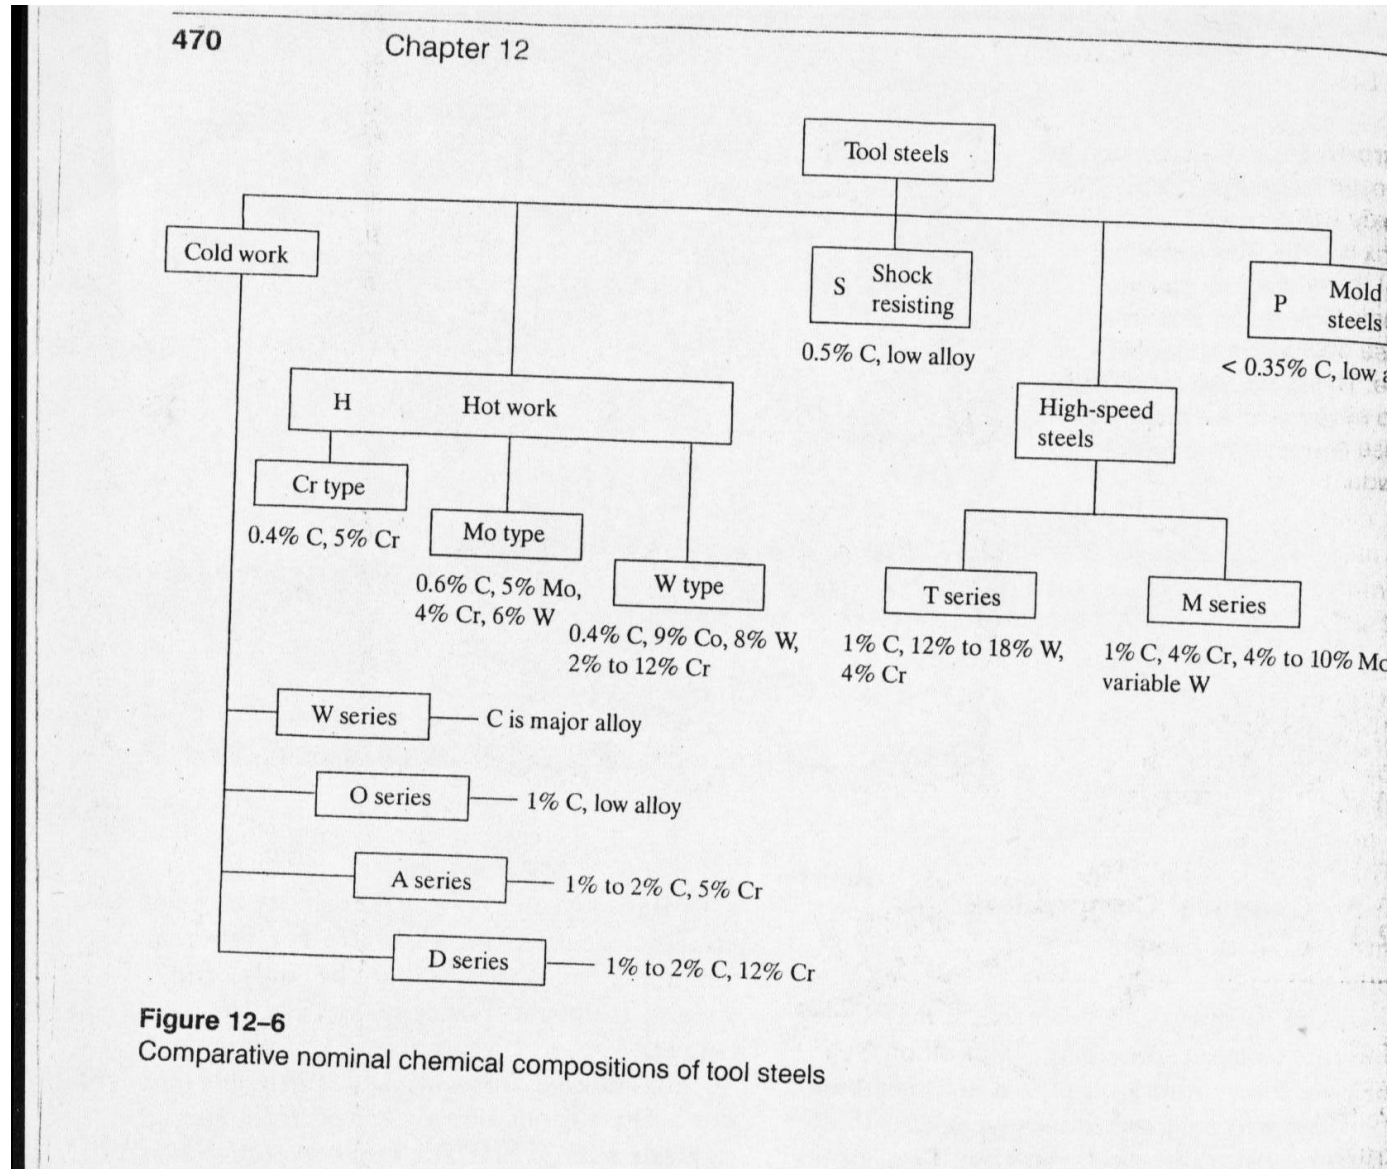 470
Chapter 12
Tool steels
Cold work
S
Shock
resisting
0.5% C, low alloy
P
Mold
steels
< 0.35% C, low
H
Hot work
High-speed
steels
Cr type
0.4% C, 5% Cr
Mo type
0.6% C, 5% Mo,
4% Cr, 6% W
W type
0.4% C, 9% Co, 8% W,
2% to 12% Cr
T series
1% C, 12% to 18% W,
4% Cr
M series
1% C, 4% Cr, 4% to 10% Mo
variable W
W series
C is major alloy
O series
1% C, low alloy
A series
1% to 2% C, 5% Cr
D series
1% to 2% C, 12% Cr
Figure 12–6
Comparative nominal chemical compositions of tool steels